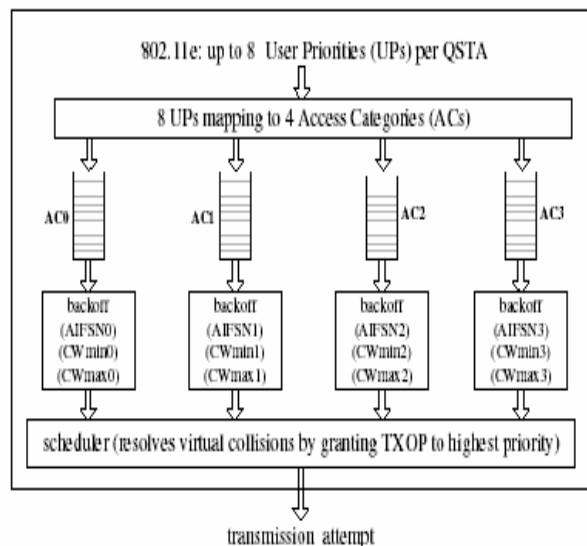 802.11e: up to 8 User Priorities (UPs) per QSTA
8 UPs mapping to 4 Access Categories (ACs)
AC0
AC1
AC2
AC3
backoff
(AIFSN0)
(CWmin0)
(CWmax0)
backoff
(AIFSN1)
(CWmin1)
(CWmax1)
backoff
(AIFSN2)
(CWmin2)
(CWmax2)
backoff
(AIFSN3)
(CWmin3)
(CWmax3)
scheduler (resolves virtual collisions by granting TXOP to highest priority)
transmission attempt